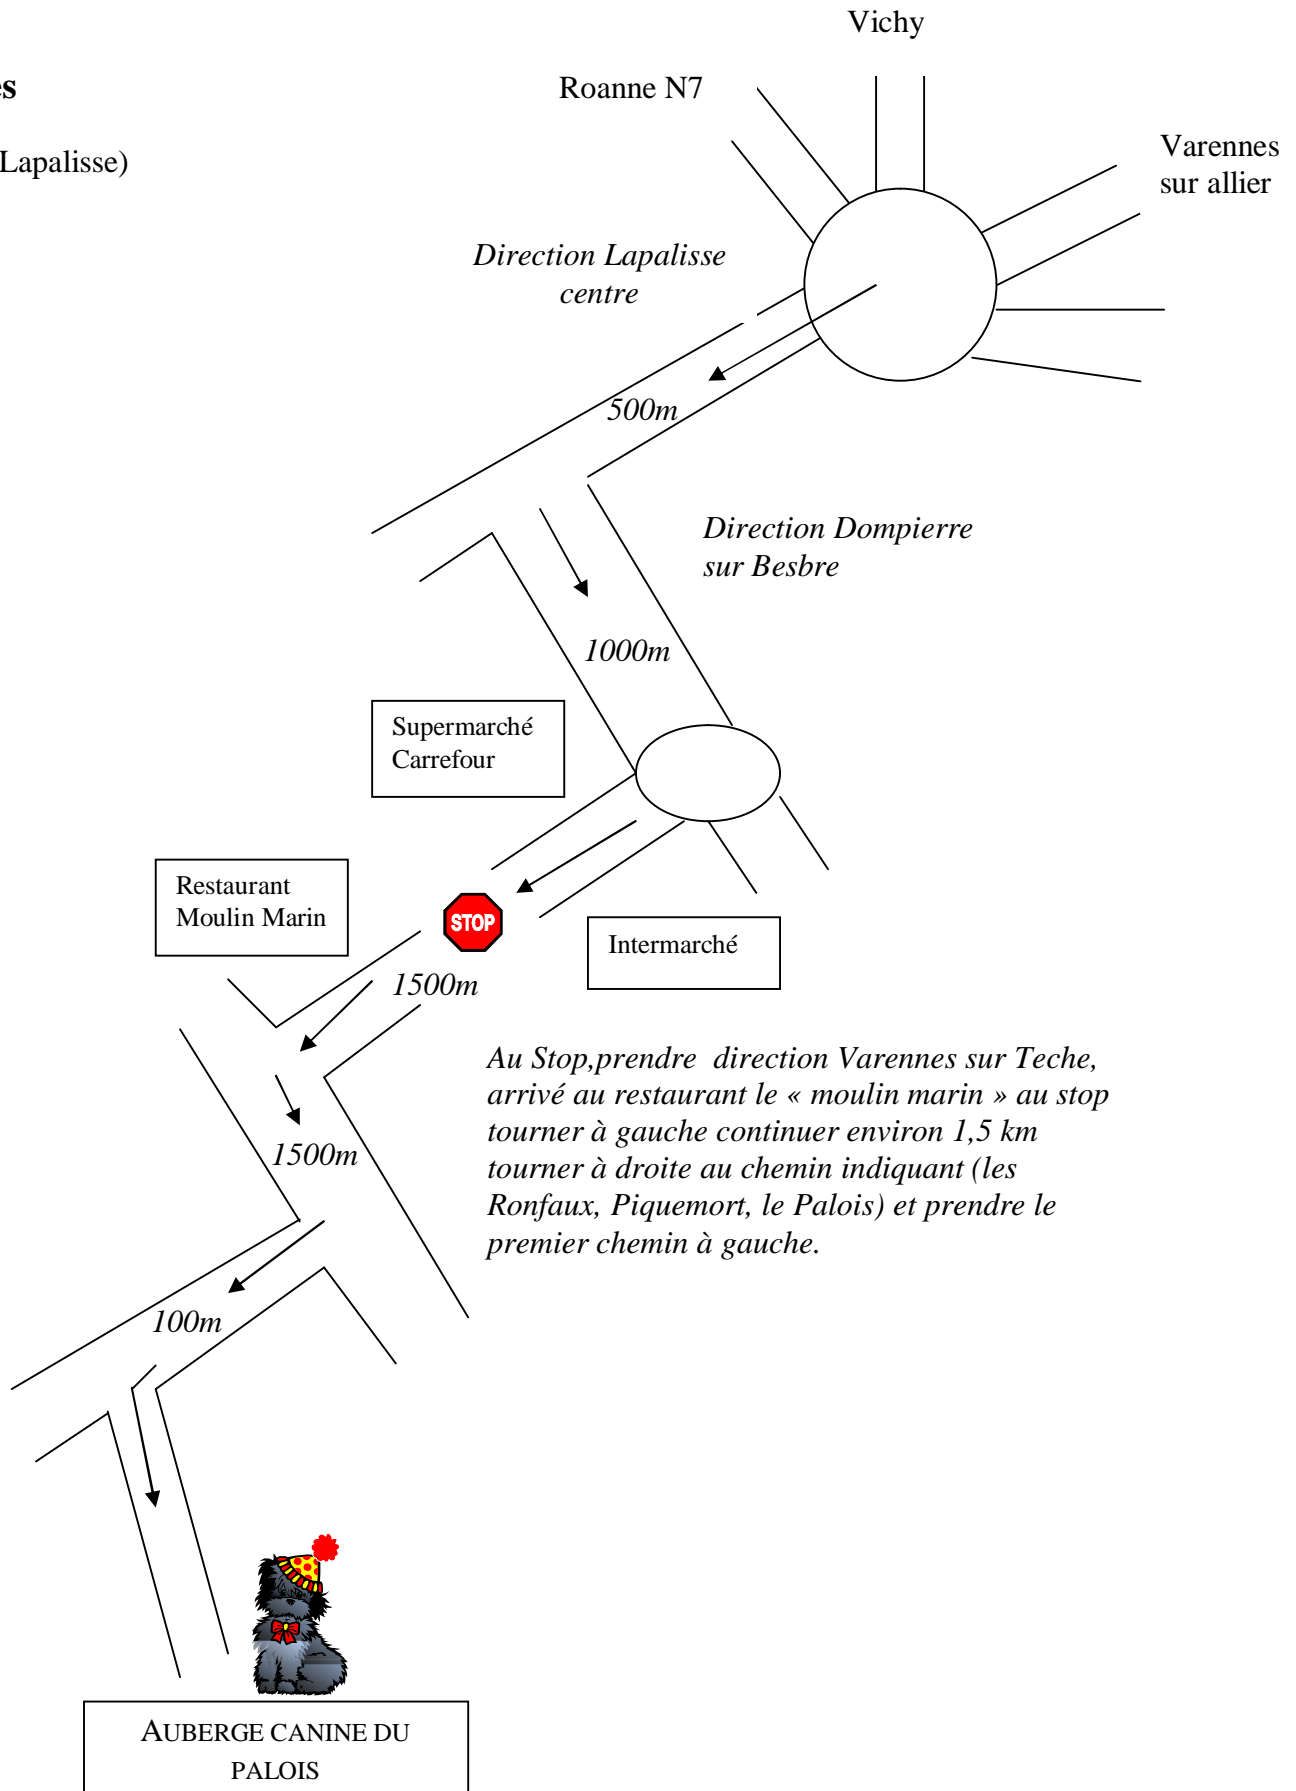 Vichy
Roanne N7
Lapalisse)
Varennes
sur allier
Direction Lapalisse
centre
500m
Direction Dompierre
sur Besbre
1000m
Supermarché
Carrefour
Restaurant
Moulin Marin
STOP
Intermarché
1500m
Au Stop,prendre direction Varennes sur Teche,
arrivé au restaurant le « moulin marin » au stop
tourner à gauche continuer environ 1,5 km
tourner à droite au chemin indiquant (les
Ronfaux, Piquemort, le Palois) et prendre le
premier chemin à gauche.
1500m
100m
AUBERGE CANINE DU
PALOIS